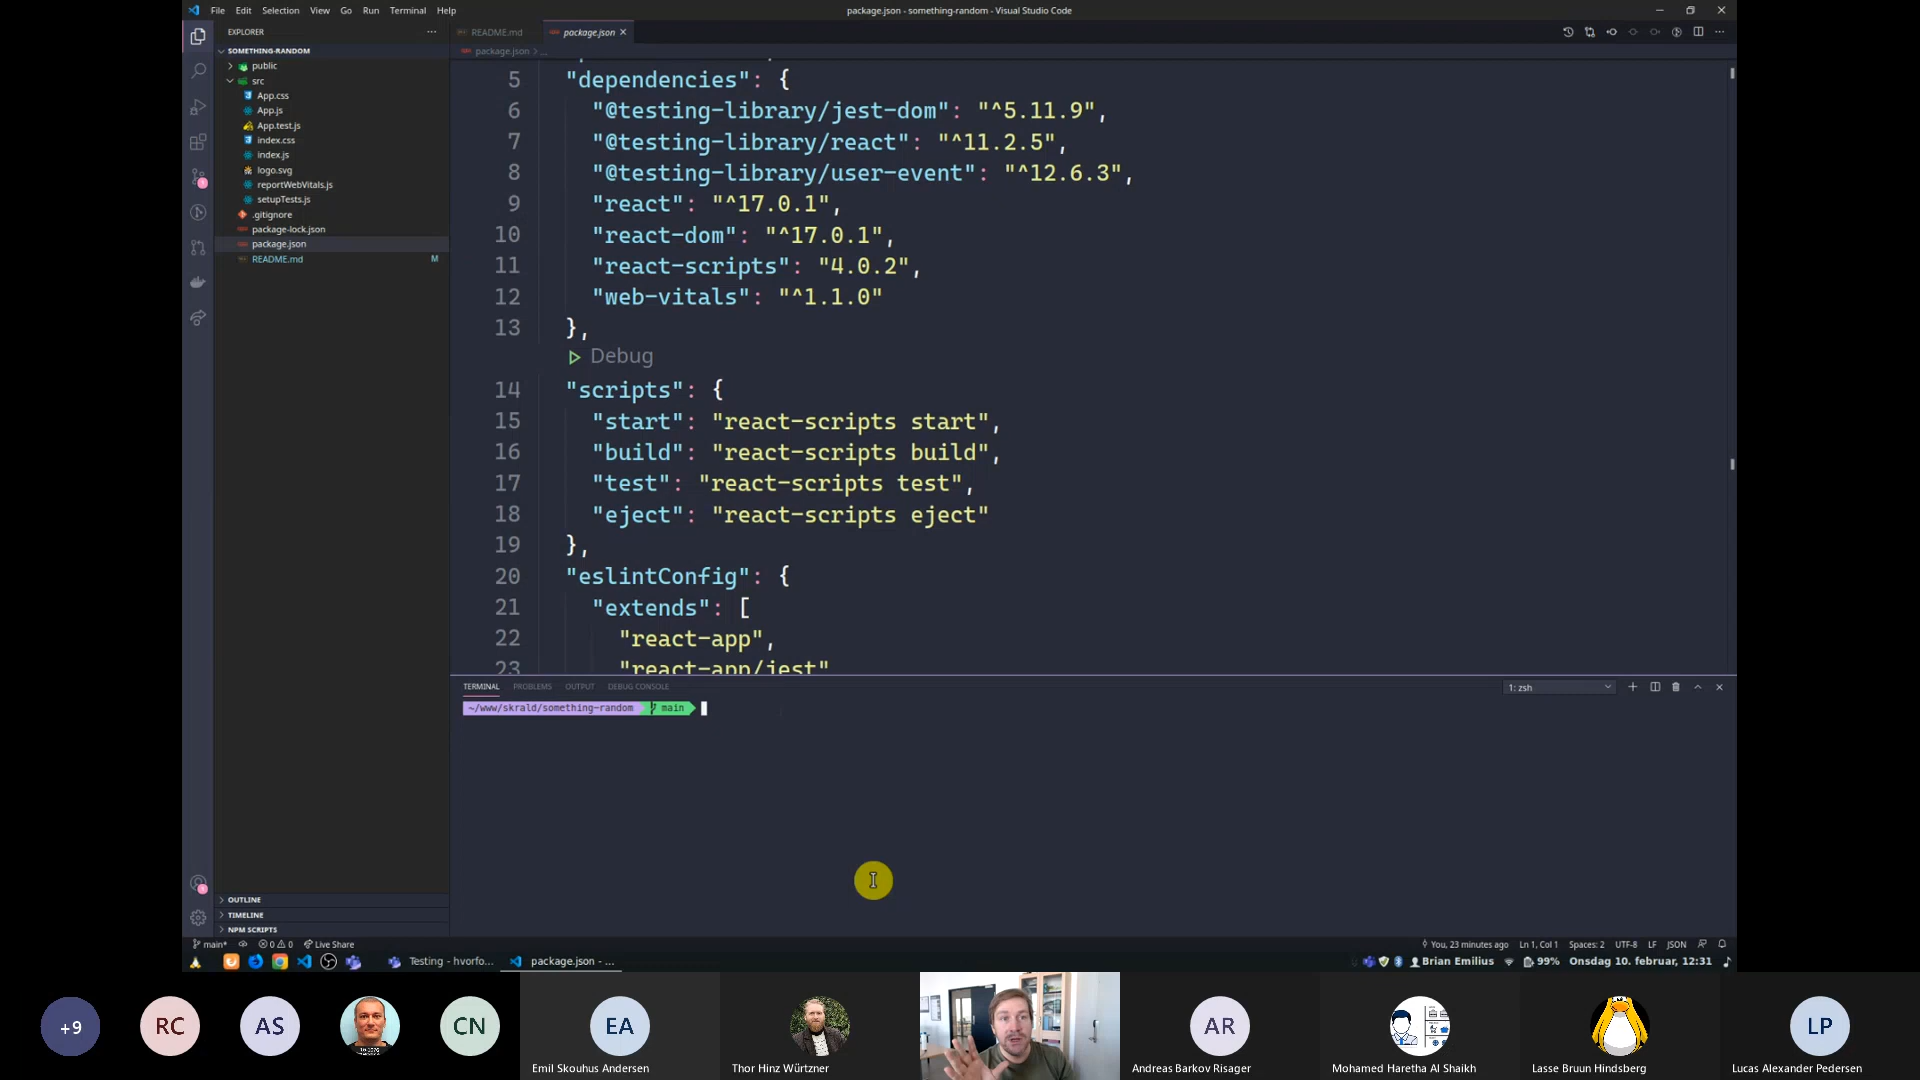 File Edit Selection View Go Run Terminal Help
package.json - something-random - Visual Studio Code
EXPLORER
README.md
package.json
SOMETHING-RANDOM
package.json > ...
public
src
App.css
App.js
App.test.js
index.css
index.js
logo.svg
reportWebVitals.js
setupTests.js
.gitignore
package-lock.json
package.json
README.md M
5 "dependencies": {
6 "@testing-library/jest-dom": "^5.11.9",
7 "@testing-library/react": "^11.2.5",
8 "@testing-library/user-event": "^12.6.3",
9 "react": "^17.0.1",
10 "react-dom": "^17.0.1",
11 "react-scripts": "4.0.2",
12 "web-vitals": "^1.1.0"
13 },
Debug
14 "scripts": {
15 "start": "react-scripts start",
16 "build": "react-scripts build",
17 "test": "react-scripts test",
18 "eject": "react-scripts eject"
19 },
20 "eslintConfig": {
21 "extends": [
22 "react-app",
23 "react-app/jest"
TERMINAL PROBLEMS OUTPUT DEBUG CONSOLE
1: zsh
~/www/skrald/something-random main
OUTLINE
TIMELINE
NPM SCRIPTS
main* 0 0 Live Share
You, 23 minutes ago Ln 1, Col 1 Spaces: 2 UTF-8 LF JSON
Testing - hvorfo...
package.json - ...
Brian Emilius 99% Onsdag 10. februar, 12:31
+9
RC
AS
CN
EA
AR
LP
Emil Skouhus Andersen
Thor Hinz Würtzner
Andreas Barkov Risager
Mohamed Haretha Al Shaikh
Lasse Bruun Hindsberg
Lucas Alexander Pedersen